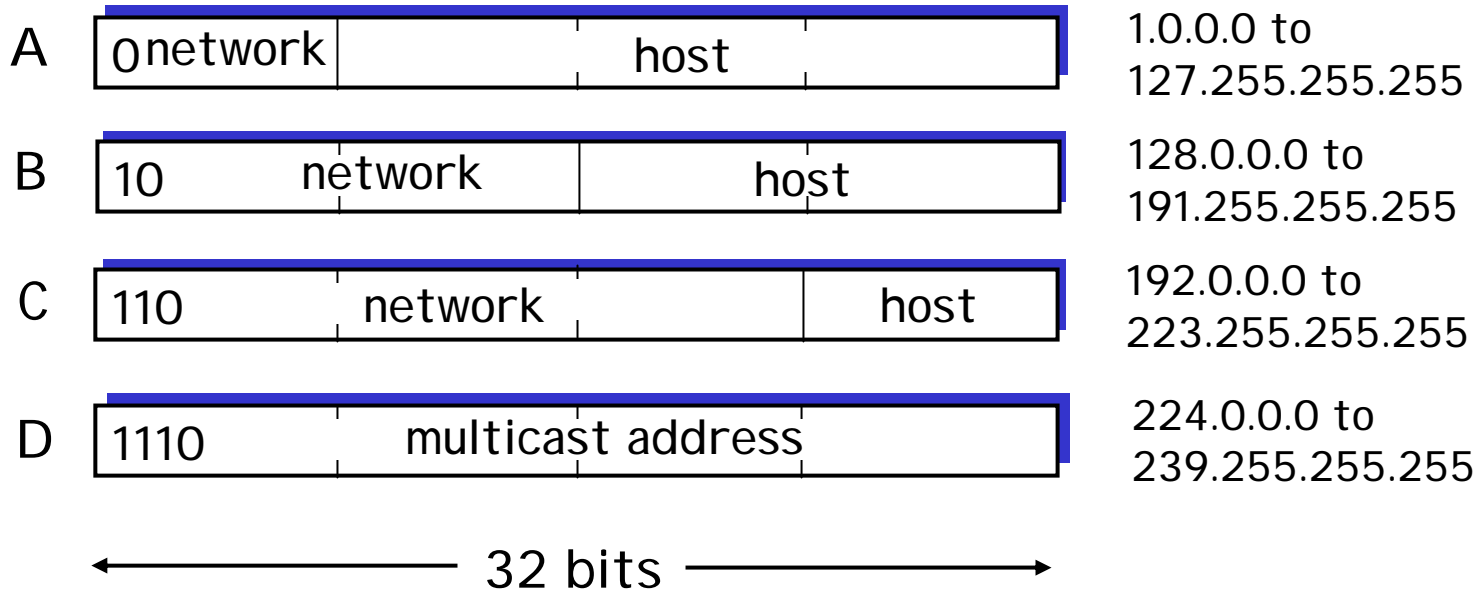 A
0 network
host
1.0.0.0 to
127.255.255.255
B
10
network
host
128.0.0.0 to
191.255.255.255
C
110
network
host
192.0.0.0 to
223.255.255.255
D
1110
multicast address
224.0.0.0 to
239.255.255.255
32 bits